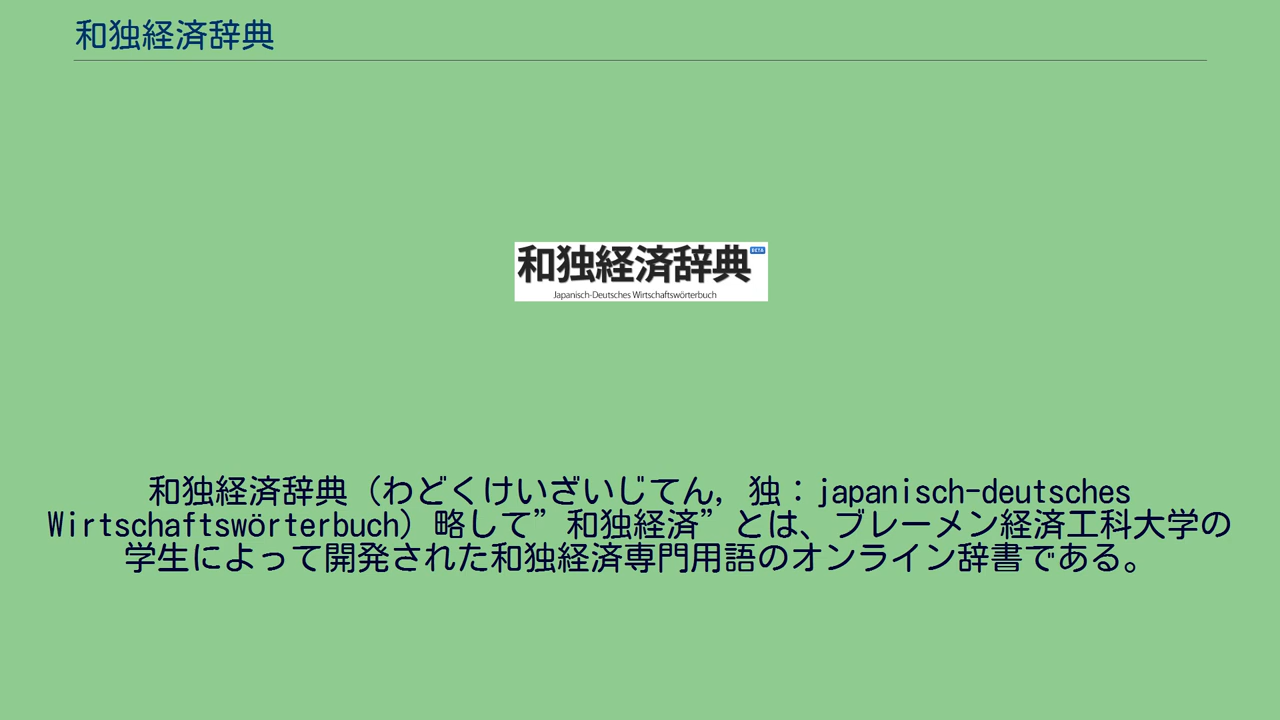 和独経済辞典
和独経済辞典 BETA
Japanisch-Deutsches Wirtschaftswörterbuch
和独経済辞典（わどくけいざいじてん，独：japanisch-deutsches
Wirtschaftswörterbuch）略して”和独経済”とは、ブレーメン経済工科大学の
学生によって開発された和独経済専門用語のオンライン辞書である。